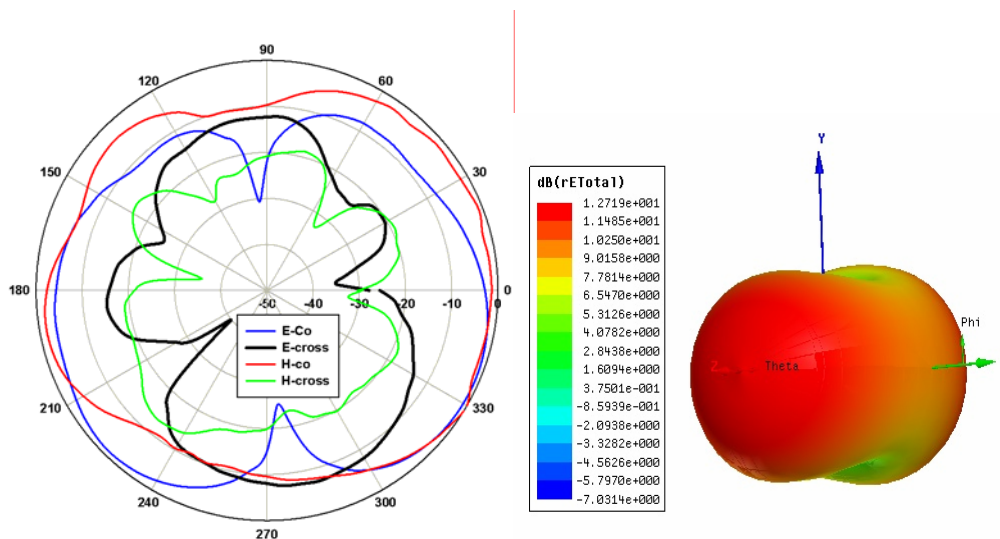 90
120
60
150
30
180
-50
-40
-30
-20
-10
0
E-Co
E-cross
H-co
H-cross
210
330
240
300
270
dB(rETotal)
1.2719e+001
1.1485e+001
1.0250e+001
9.0158e+000
7.7814e+000
6.5470e+000
5.3126e+000
4.0782e+000
2.8438e+000
1.6094e+000
3.7501e-001
-8.5939e-001
-2.0938e+000
-3.3282e+000
-4.5626e+000
-5.7970e+000
-7.0314e+000
Y
Phi
Z
Theta